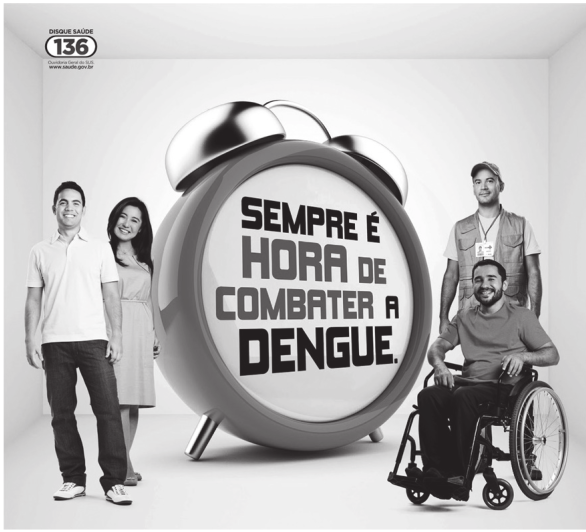 DISQUE SAÚDE
136
Ouvidoria Geral do SUS
www.saude.gov.br
SEMPRE É
HORA DE
COMBATER A
DENGUE.